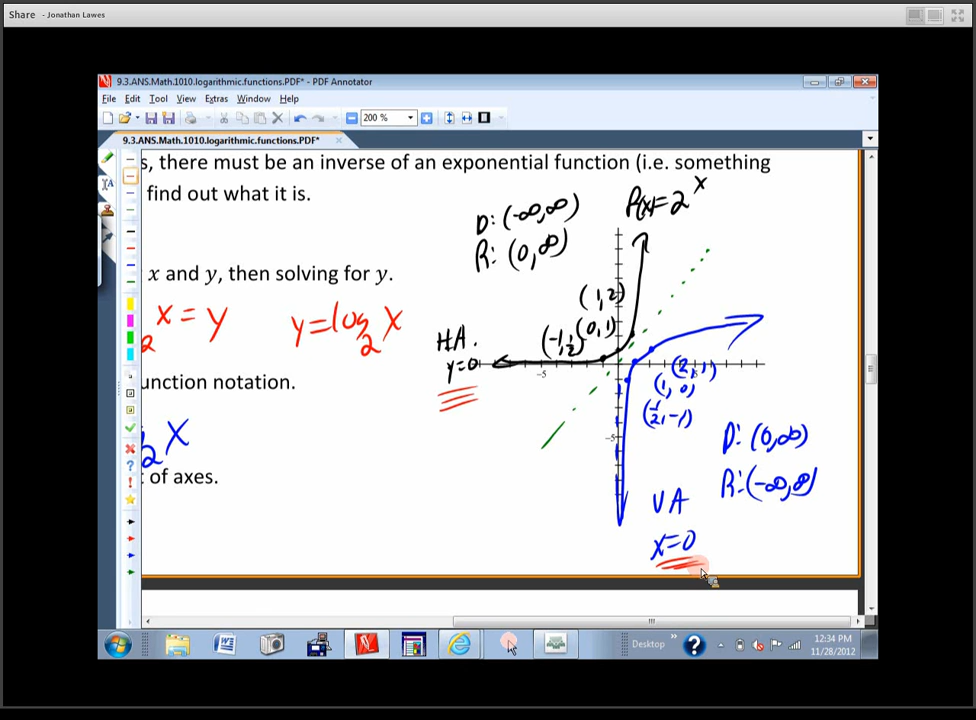 Share - Jonathan Lawes
9.3.ANS.Math.1010.logarithmic.functions.PDF* - PDF Annotator
File Edit Tool View Extras Window Help
200 %
9.3.ANS.Math.1010.logarithmic.functions.PDF*
s, there must be an inverse of an exponential function (i.e. something
find out what it is.
D: (-∞,∞)
R: (0,∞)
f(x)=2^x
x and y, then solving for y.
2^x = y
y=log_2 x
(1,2)
(0,1)
(-1,1/2)
H.A.
y=0
-5
5
(2,1)
(1,0)
(1/2,-1)
-5
unction notation.
2 x
of axes.
D: (0,∞)
R: (-∞,∞)
VA
x=0
Desktop
12:34 PM
11/28/2012